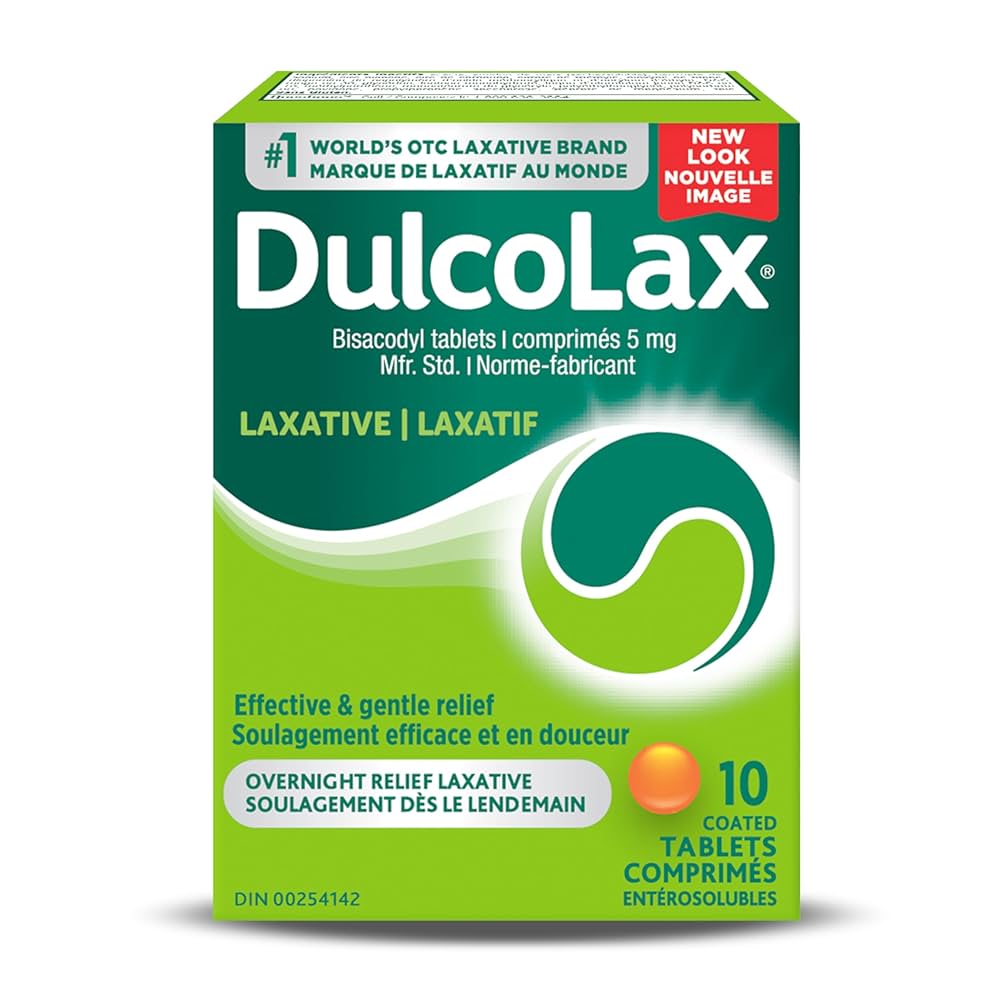 #1 WORLD'S OTC LAXATIVE BRAND
MARQUE DE LAXATIF AU MONDE
NEW
LOOK
NOUVELLE
IMAGE
DulcoLax®
Bisacodyl tablets | comprimés 5 mg
Mfr. Std. | Norme-fabricant
LAXATIVE | LAXATIF
Effective & gentle relief
Soulagement efficace et en douceur
OVERNIGHT RELIEF LAXATIVE
SOULAGEMENT DÈS LE LENDEMAIN
10
COATED
TABLETS
COMPRIMÉS
ENTÉROSOLUBLES
DIN 00254142